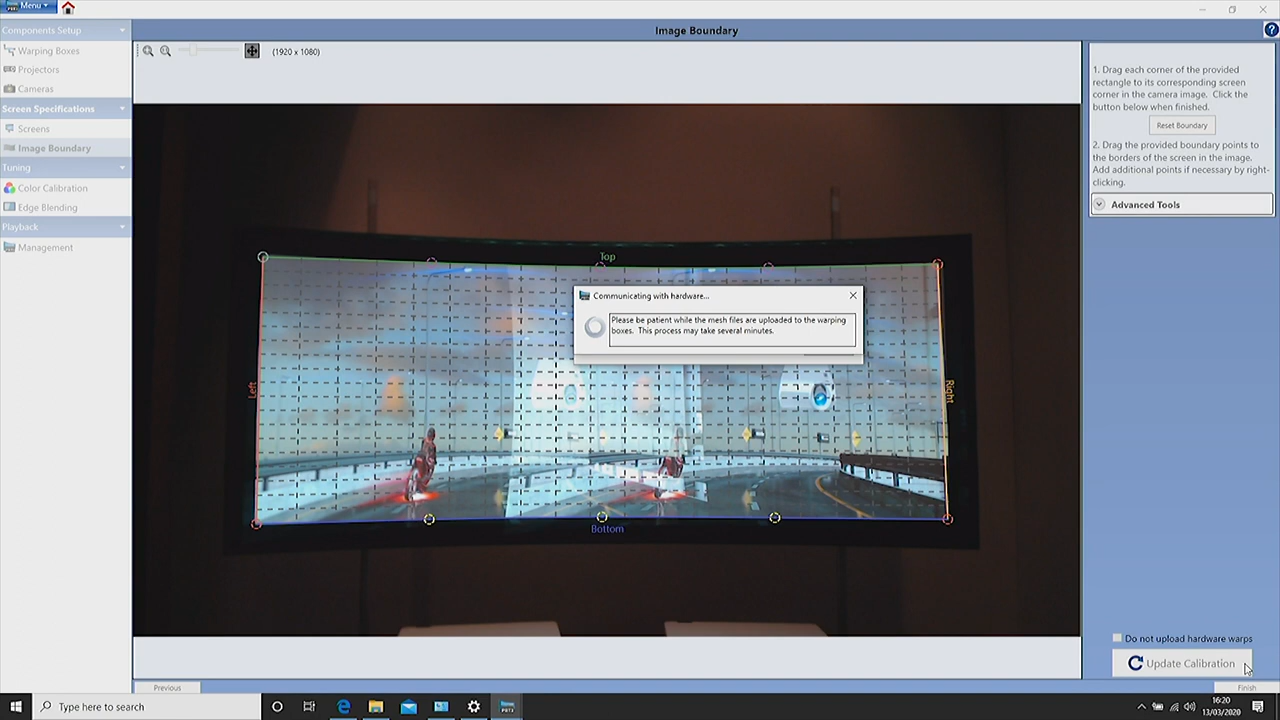 Menu
Components Setup
Warping Boxes
Projectors
Cameras
Screen Specifications
Screens
Image Boundary
Tuning
Color Calibration
Edge Blending
Playback
Management
Image Boundary
(1920 x 1080)
Top
Left
Right
Bottom
Communicating with hardware...
Please be patient while the mesh files are uploaded to the warping
boxes. This process may take several minutes.
1. Drag each corner of the provided
rectangle to its corresponding screen
corner in the camera image. Click the
button below when finished.
Reset Boundary
2. Drag the provided boundary points to
the borders of the screen in the image.
Add additional points if necessary by right-
clicking.
Advanced Tools
Do not upload hardware warps
Update Calibration
Previous
Finish
Type here to search
16:20
13/03/2020